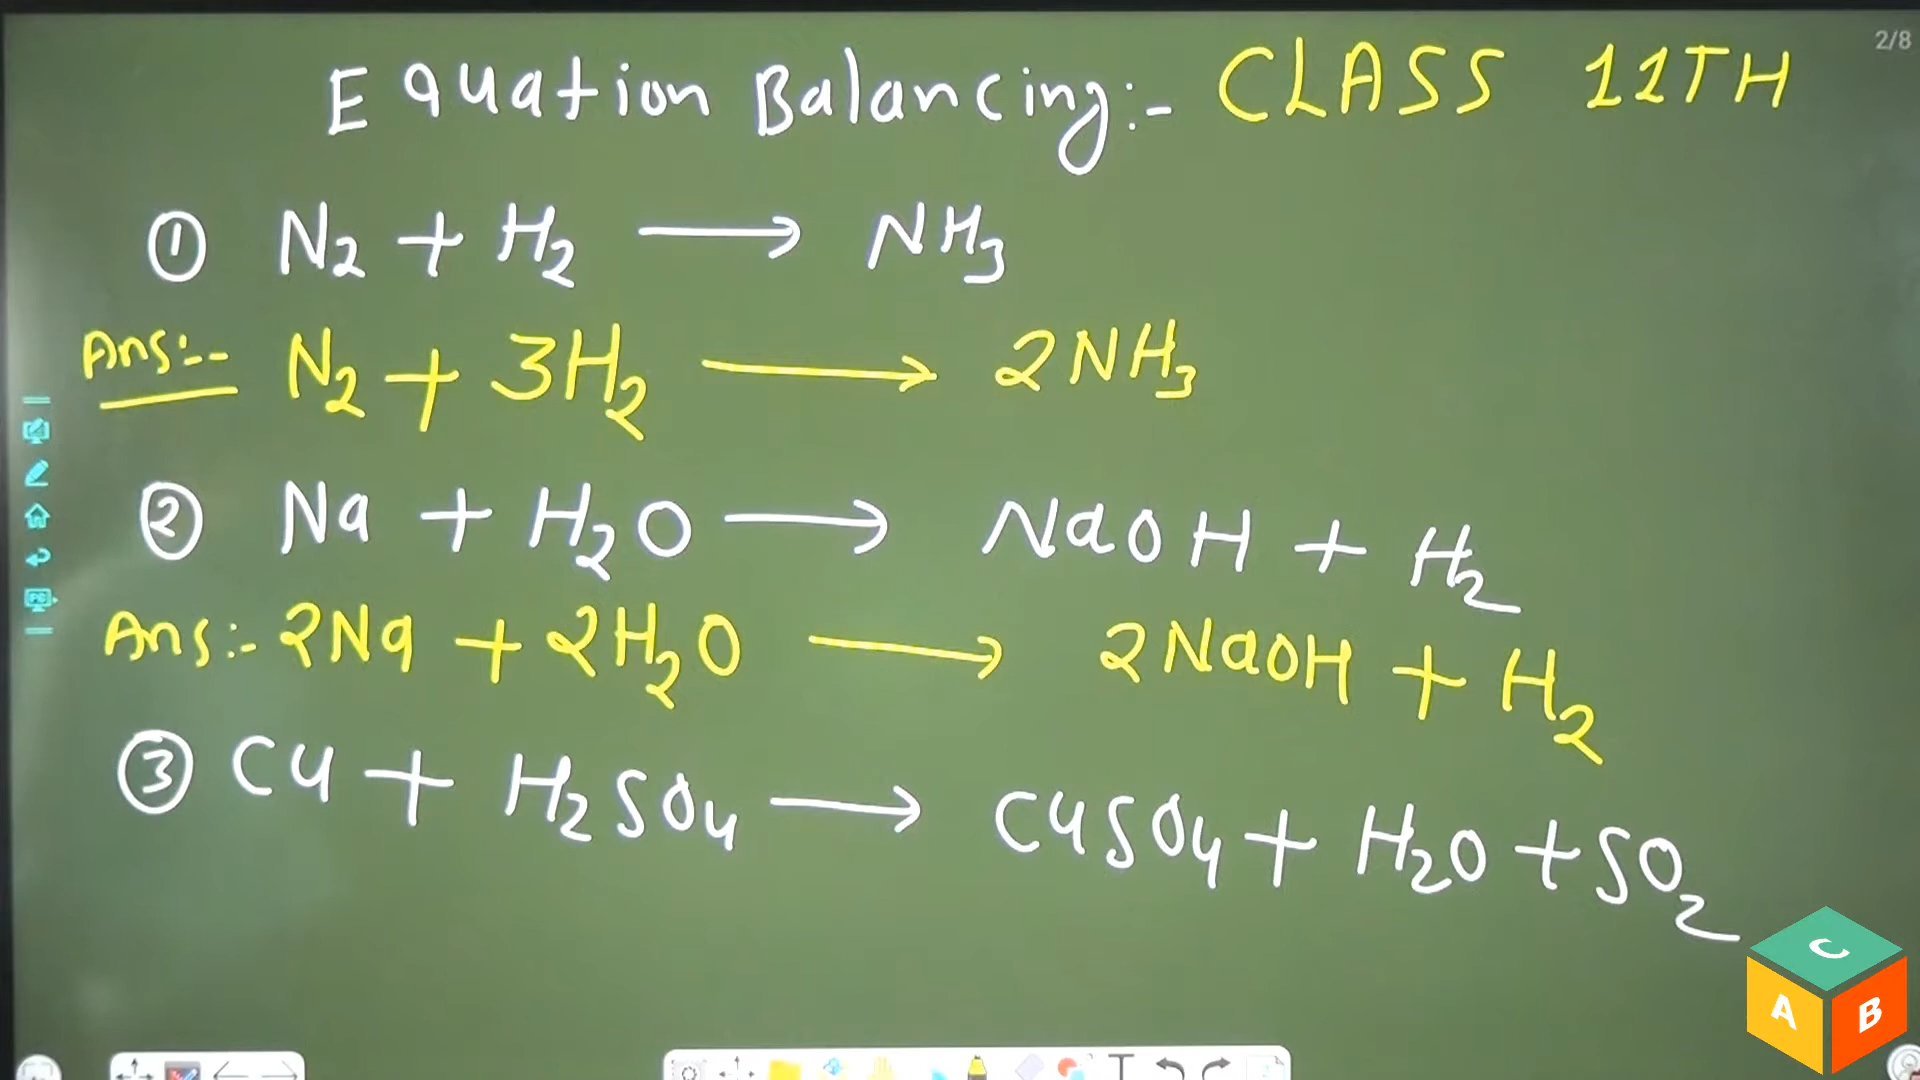 2/8
Equation Balancing:- CLASS 11TH
① N₂ + H₂ ⟶ NH₃
Ans:-- N₂ + 3H₂ ⟶ 2NH₃
② Na + H₂O ⟶ NaOH + H₂
Ans:- 2Na + 2H₂O ⟶ 2NaOH + H₂
③ Cu + H₂SO₄ ⟶ CuSO₄ + H₂O + SO₂
C
A B
T